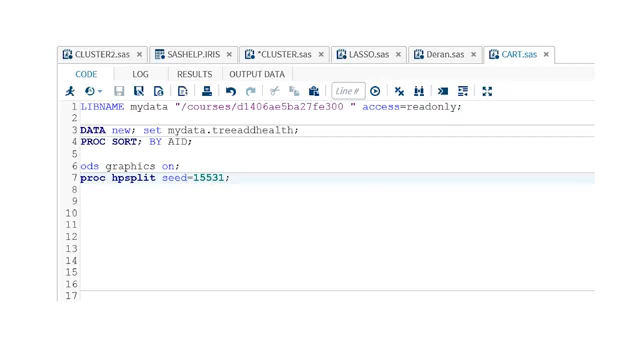 CLUSTER2.sas × SASHELP.IRIS × *CLUSTER.sas × LASSO.sas × Deran.sas × CART.sas ×
CODE LOG RESULTS OUTPUT DATA
Line #
1 LIBNAME mydata "/courses/d1406ae5ba27fe300 " access=readonly;
2
3 DATA new; set mydata.treeaddhealth;
4 PROC SORT; BY AID;
5
6 ods graphics on;
7 proc hpsplit seed=15531;
8
9
10
11
12
13
14
15
16
17